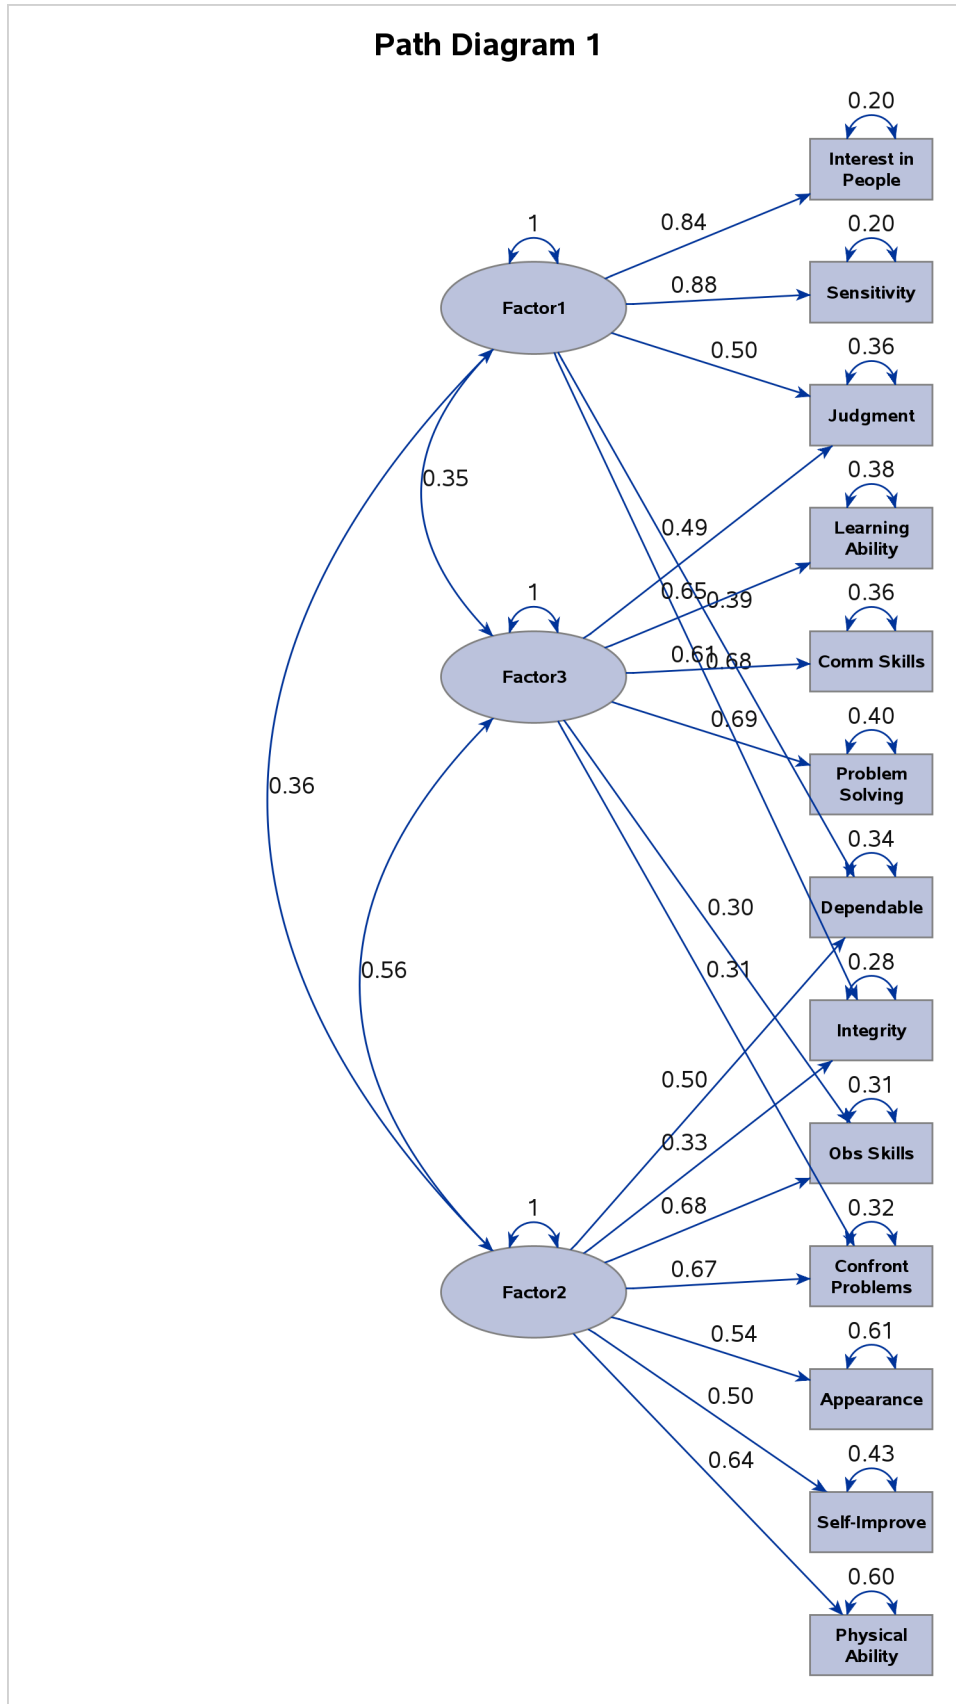 Path Diagram 1
0.20
Interest in
People
0.84
1
0.20
0.88
Sensitivity
Factor1
0.50
0.36
Judgment
0.35
0.38
0.49
Learning
Ability
0.65
0.39
1
0.36
0.61
0.68
Comm Skills
Factor3
0.69
0.40
Problem
Solving
0.36
0.34
0.30
Dependable
0.56
0.31
0.28
Integrity
0.50
0.31
0.33
Obs Skills
0.68
1
0.32
0.67
Confront
Problems
Factor2
0.54
0.61
0.50
Appearance
0.64
0.43
Self-Improve
0.60
Physical
Ability